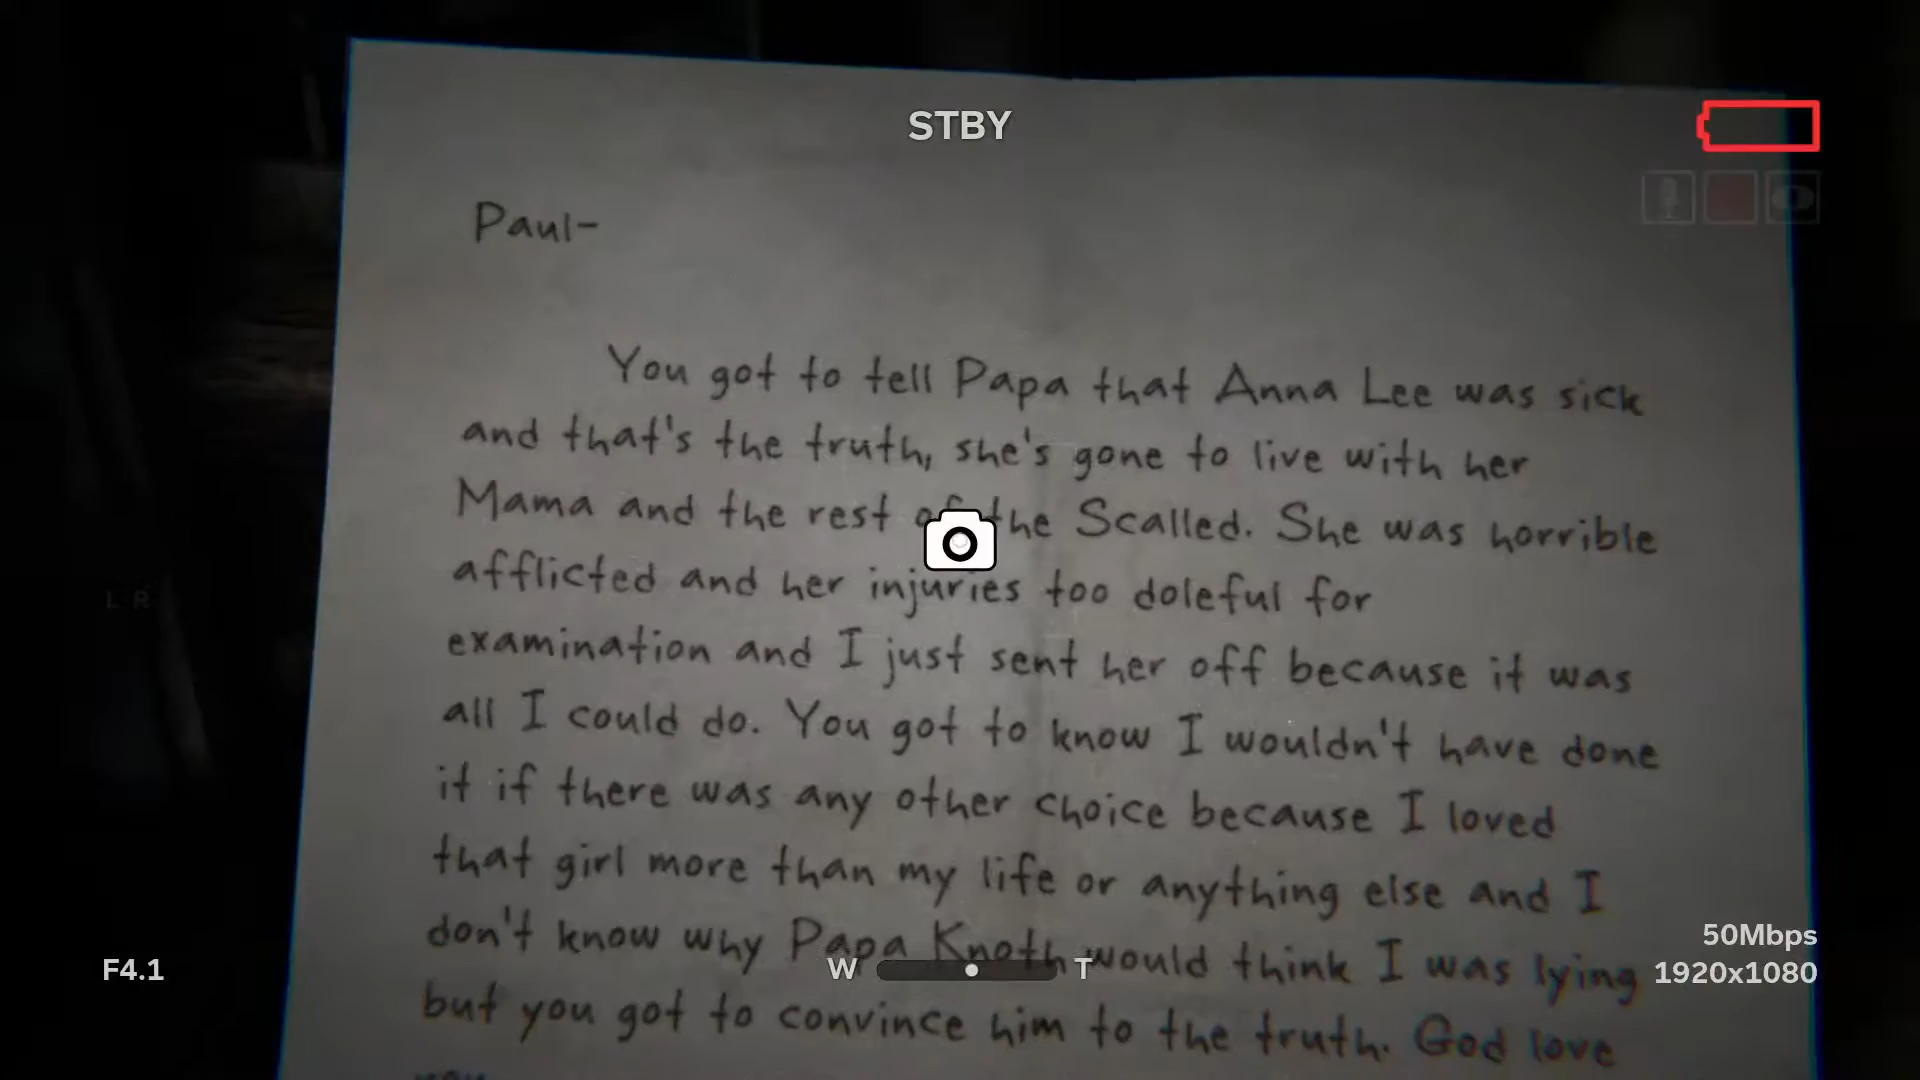 STBY
Paul-
You got to tell Papa that Anna Lee was sick
and that's the truth, she's gone to live with her
Mama and the rest of the Scalled. She was horrible
afflicted and her injuries too doleful for
examination and I just sent her off because it was
all I could do. You got to know I wouldn't have done
it if there was any other choice because I loved
that girl more than my life or anything else and I
don't know why Papa Knoth would think I was lying
but you got to convince him to the truth. God love
L R
F4.1
W T
50Mbps
1920x1080